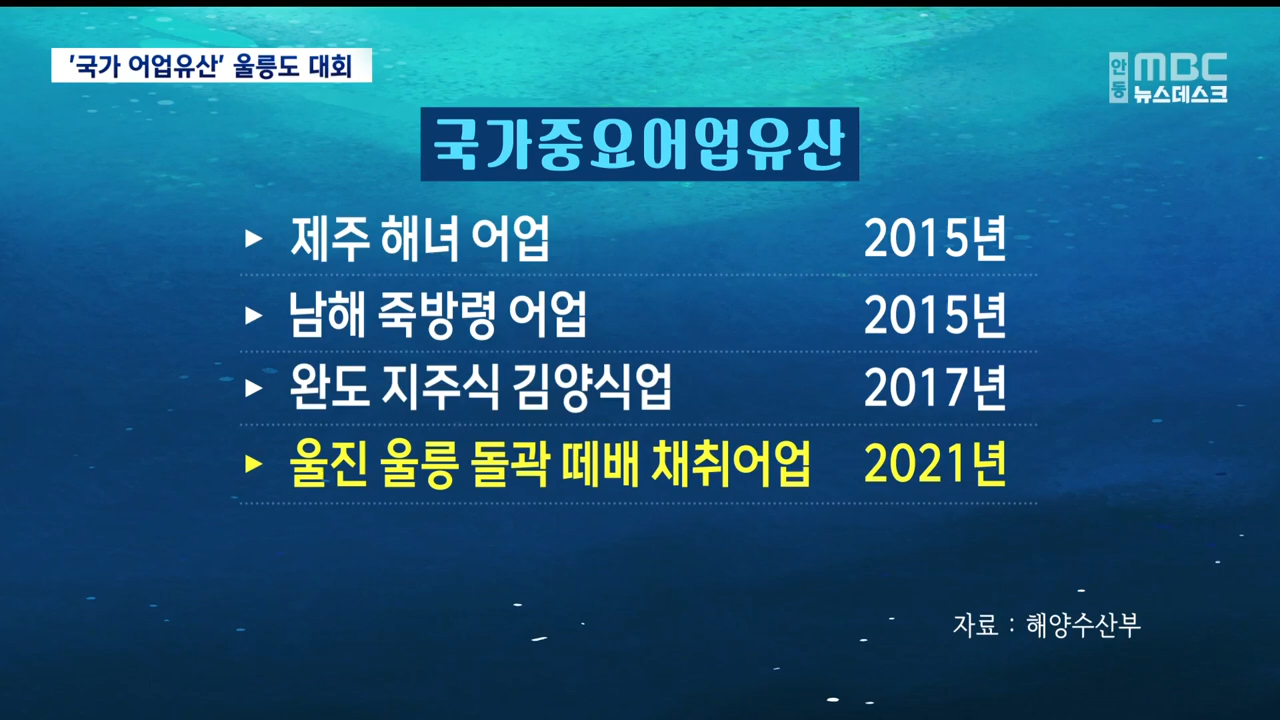 '국가 어업유산' 울릉도 대회
안동 MBC
뉴스데스크
국가중요어업유산
▶ 제주 해녀 어업 2015년
▶ 남해 죽방령 어업 2015년
▶ 완도 지주식 김양식업 2017년
▶ 울진 울릉 돌곽 떼배 채취어업 2021년
자료 : 해양수산부